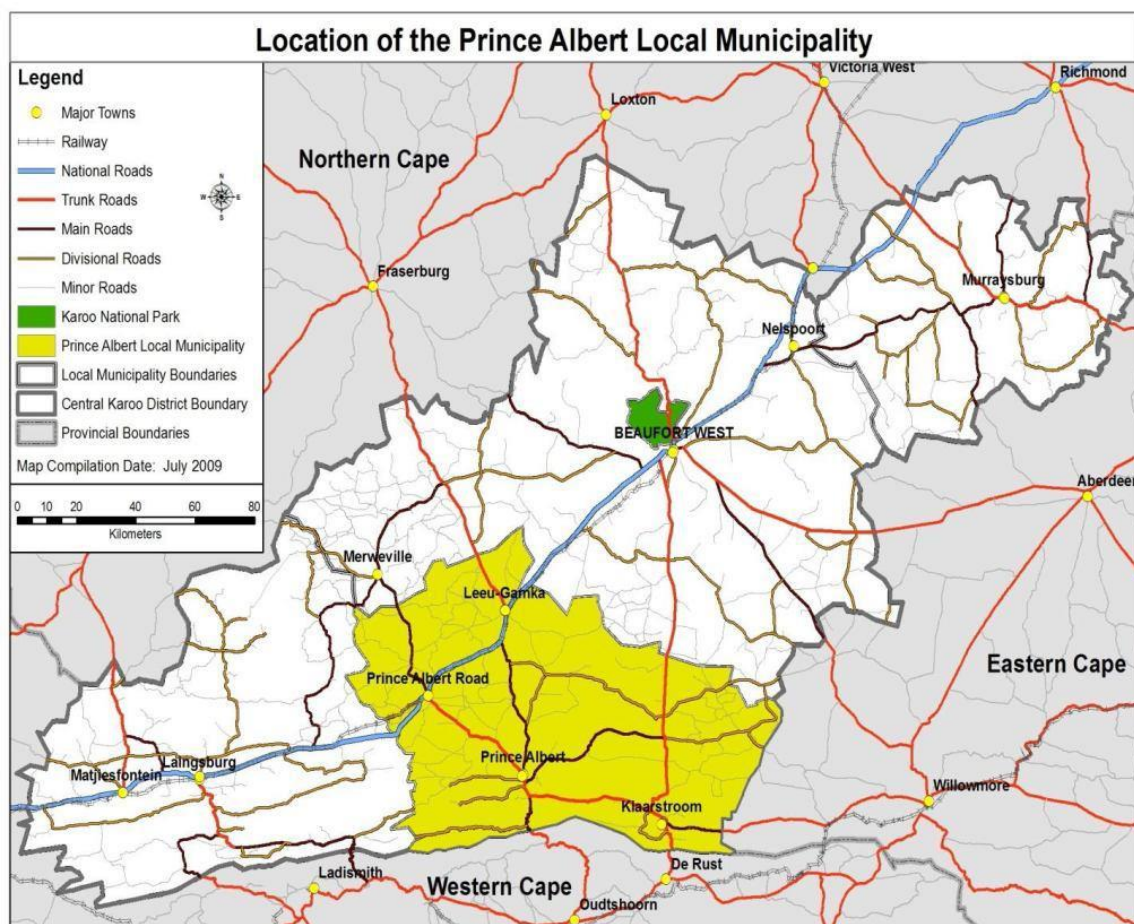 Location of the Prince Albert Local Municipality
Legend
Major Towns
Railway
National Roads
Trunk Roads
Main Roads
Divisional Roads
Minor Roads
Karoo National Park
Prince Albert Local Municipality
Local Municipality Boundaries
Central Karoo District Boundary
Provincial Boundaries
Map Compilation Date: July 2009
0 20 40 60 80
Kilometers
N
W E
S
Victoria West
Richmond
Loxton
Northern Cape
Fraserburg
Murraysburg
Nelspoort
BEAUFORT WEST
Aberdeen
Merweville
Leeu-Gamka
Eastern Cape
Prince Albert Road
Prince Albert
Matjiesfontein
Laingsburg
Klaarstroom
Willowmore
De Rust
Ladismith
Western Cape
Oudtshoorn